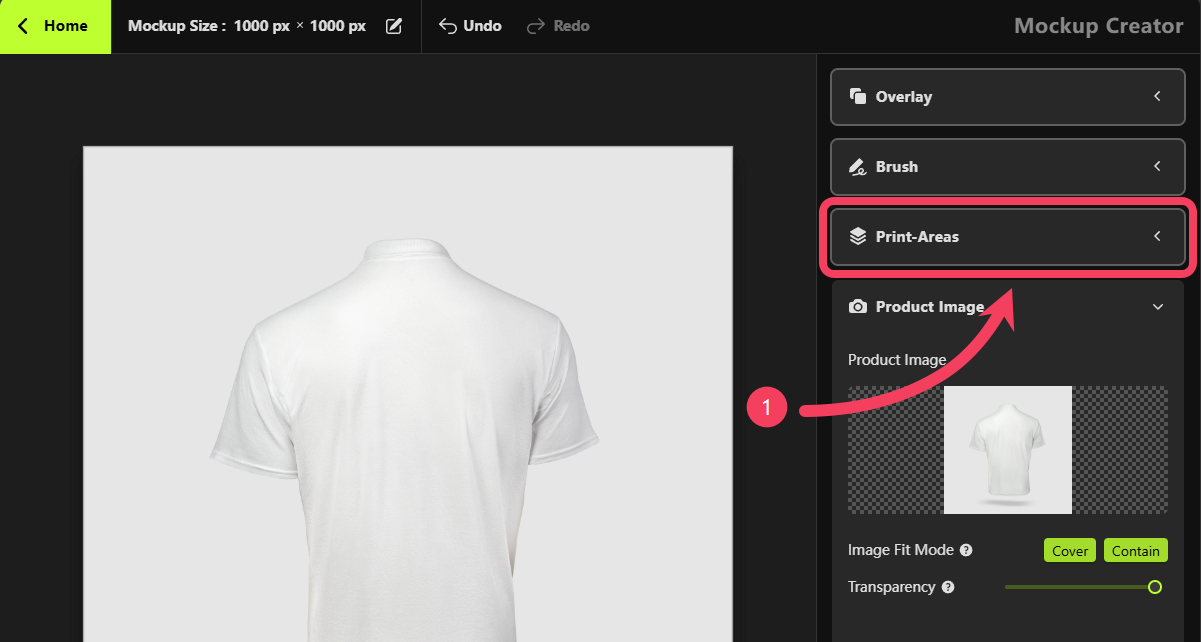 Home
Mockup Size : 1000 px × 1000 px
Undo
Redo
Mockup Creator
Overlay
Brush
Print-Areas
Product Image
Product Image
1
Image Fit Mode ?
Cover
Contain
Transparency ?